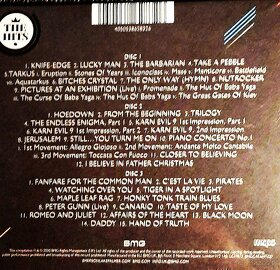 THE
HITS
4050538658026
DISC 1
1. KNIFE-EDGE 2. LUCKY MAN 3. THE BARBARIAN 4. TAKE A PEBBLE
5. TARKUS i. Eruption ii. Stones Of Years iii. Iconoclast iv. Mass v. Manticore vi. Battlefield
vii. Aquatarkus 6. BITCHES CRYSTAL 7. THE ONLY WAY (HYMN) 8. NUTROCKER
9. PICTURES AT AN EXHIBITION (Live) i. Promenade ii. The Hut Of Baba Yaga
iii. The Curse Of Baba Yaga iv. The Hut Of Baba Yaga v. The Great Gates Of Kiev
DISC 2
1. HOEDOWN 2. FROM THE BEGINNING 3. TRILOGY
4. THE ENDLESS ENIGMA, Part 1 5. KARN EVIL 9 1st Impression, Part 1
6. KARN EVIL 9 1st Impression, Part 2 7. KARN EVIL 9 2nd Impression
8. JERUSALEM 9. STILL...YOU TURN ME ON 10. PIANO CONCERTO No.1
1st Movement: Allegro Giojoso 2nd Movement: Andante Molto Cantabile
3rd Movement: Toccata Con Fuoco 11. CLOSER TO BELIEVING
12. I BELIEVE IN FATHER CHRISTMAS
DISC 3
1. FANFARE FOR THE COMMON MAN 2. C'EST LA VIE 3. PIRATES
4. WATCHING OVER YOU 5. TIGER IN A SPOTLIGHT
6. MAPLE LEAF RAG 7. HONKY TONK TRAIN BLUES
8. PETER GUNN (Live) 9. CANARIO 10. TASTE OF MY LOVE
11. ROMEO AND JULIET 12. AFFAIRS OF THE HEART 13. BLACK MOON
14. DADDY 15. HAND OF TRUTH
BMG